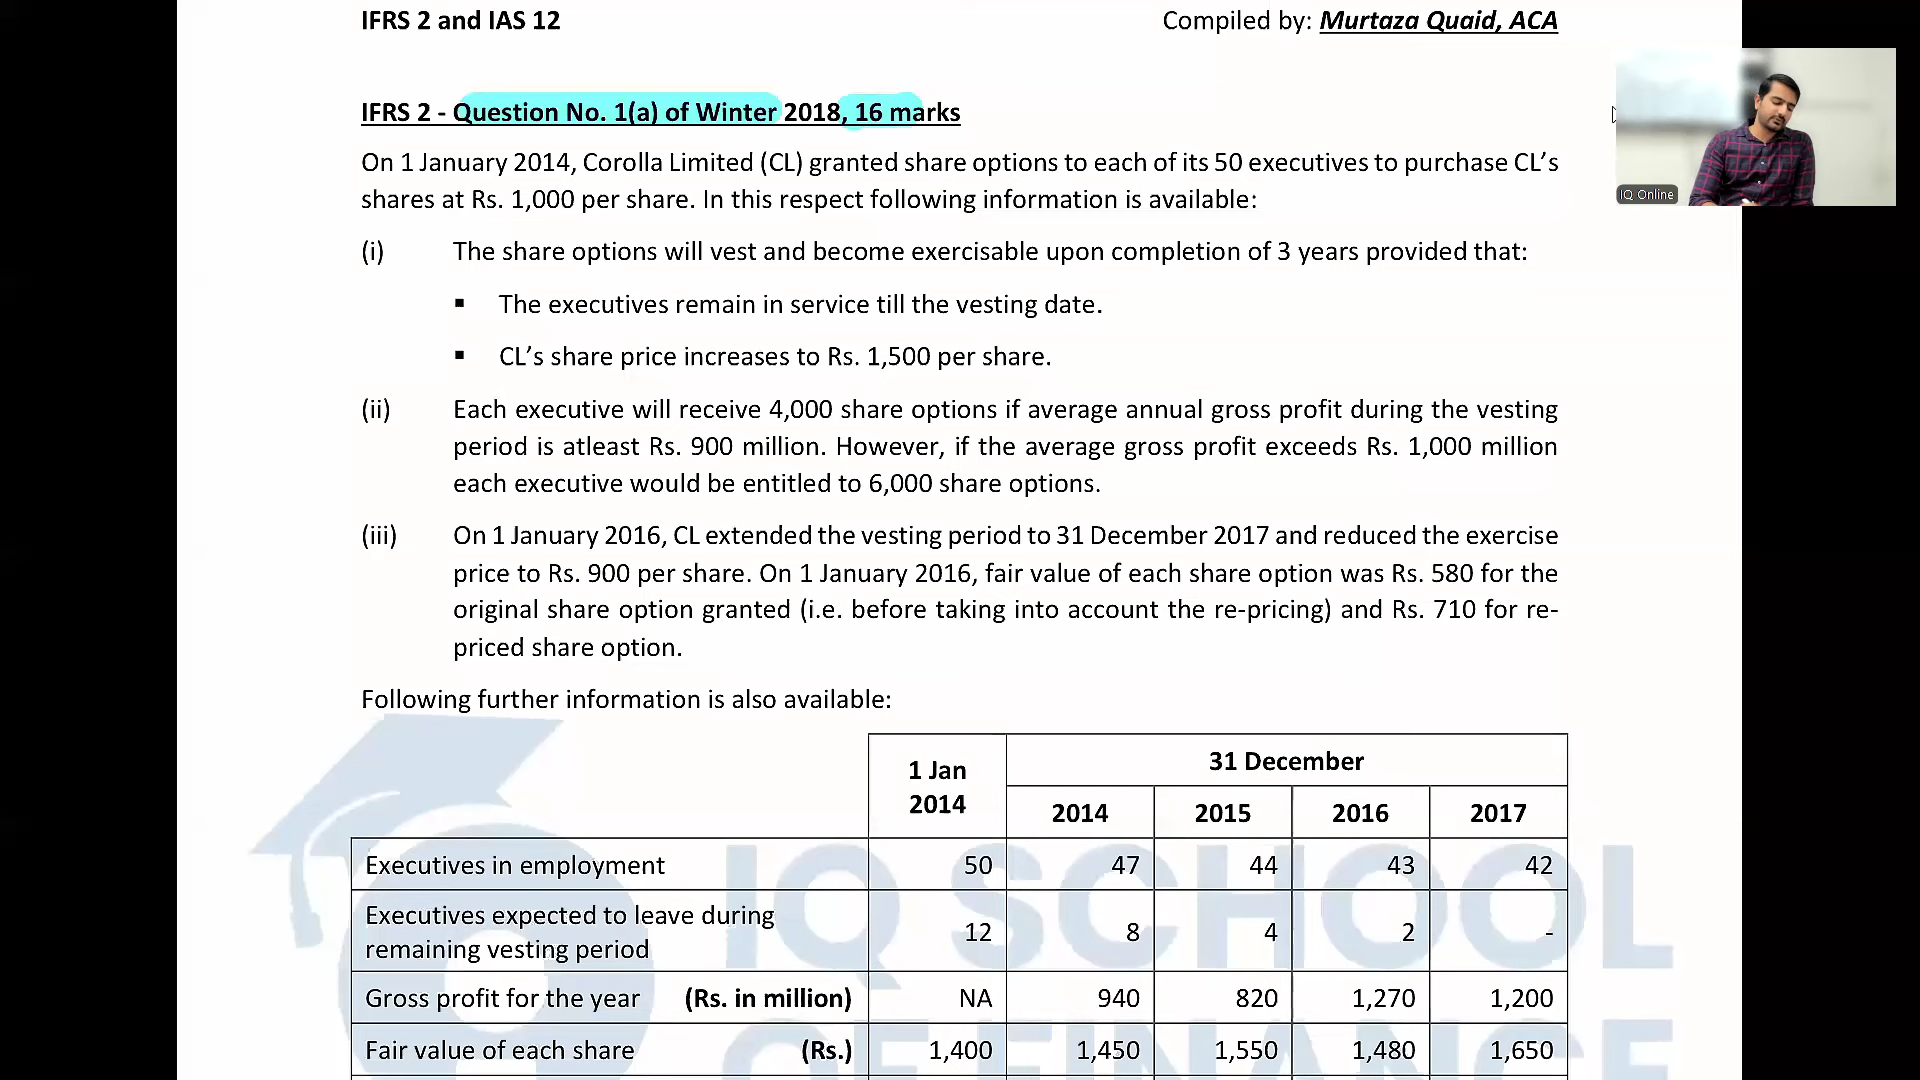 IFRS 2 and IAS 12
Compiled by: Murtaza Quaid, ACA
IFRS 2 - Question No. 1(a) of Winter 2018, 16 marks
On 1 January 2014, Corolla Limited (CL) granted share options to each of its 50 executives to purchase CL’s
shares at Rs. 1,000 per share. In this respect following information is available:
(i) The share options will vest and become exercisable upon completion of 3 years provided that:
▪ The executives remain in service till the vesting date.
▪ CL’s share price increases to Rs. 1,500 per share.
(ii) Each executive will receive 4,000 share options if average annual gross profit during the vesting
period is atleast Rs. 900 million. However, if the average gross profit exceeds Rs. 1,000 million
each executive would be entitled to 6,000 share options.
(iii) On 1 January 2016, CL extended the vesting period to 31 December 2017 and reduced the exercise
price to Rs. 900 per share. On 1 January 2016, fair value of each share option was Rs. 580 for the
original share option granted (i.e. before taking into account the re-pricing) and Rs. 710 for re-
priced share option.
Following further information is also available:
1 Jan
2014
31 December
2014 2015 2016 2017
Executives in employment 50 47 44 43 42
Executives expected to leave during
remaining vesting period 12 8 4 2 -
Gross profit for the year (Rs. in million) NA 940 820 1,270 1,200
Fair value of each share (Rs.) 1,400 1,450 1,550 1,480 1,650
IQ SCHOOL
OF FINANCE
IQ Online